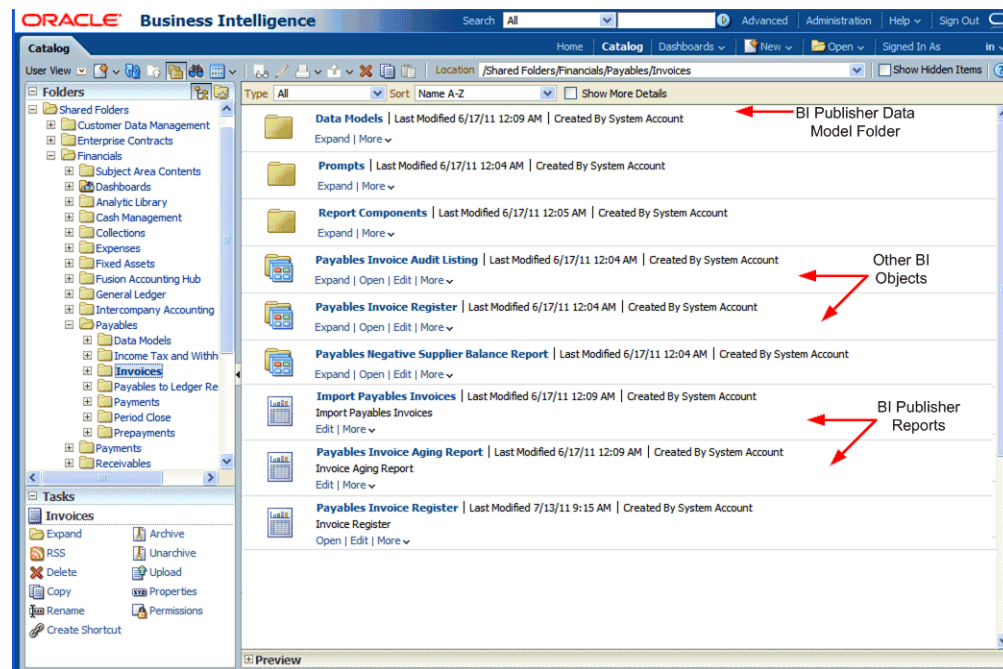 ORACLE Business Intelligence
Search All Advanced Administration Help Sign Out
Catalog
Home Catalog Dashboards New Open Signed In As in
User View Location /Shared Folders/Financials/Payables/Invoices Show Hidden Items
Folders
Type All Sort Name A-Z Show More Details
Shared Folders
Customer Data Management
Enterprise Contracts
Financials
Subject Area Contents
Dashboards
Analytic Library
Cash Management
Collections
Expenses
Fixed Assets
Fusion Accounting Hub
General Ledger
Intercompany Accounting
Payables
Data Models
Income Tax and Withh
Invoices
Payables to Ledger Re
Payments
Period Close
Prepayments
Payments
Receivables
Tasks
Invoices
Expand Archive
RSS Unarchive
Delete Upload
Copy Properties
Rename Permissions
Create Shortcut
Data Models | Last Modified 6/17/11 12:09 AM | Created By System Account
Expand | More
BI Publisher Data
Model Folder
Prompts | Last Modified 6/17/11 12:04 AM | Created By System Account
Expand | More
Report Components | Last Modified 6/17/11 12:05 AM | Created By System Account
Expand | More
Payables Invoice Audit Listing | Last Modified 6/17/11 12:04 AM | Created By System Account
Expand | Open | Edit | More
Other BI
Objects
Payables Invoice Register | Last Modified 6/17/11 12:04 AM | Created By System Account
Expand | Open | Edit | More
Payables Negative Supplier Balance Report | Last Modified 6/17/11 12:04 AM | Created By System Account
Expand | Open | Edit | More
Import Payables Invoices | Last Modified 6/17/11 12:09 AM | Created By System Account
Import Payables Invoices
Edit | More
BI Publisher
Reports
Payables Invoice Aging Report | Last Modified 6/17/11 12:09 AM | Created By System Account
Invoice Aging Report
Edit | More
Payables Invoice Register | Last Modified 7/13/11 9:15 AM | Created By System Account
Invoice Register
Open | Edit | More
Preview